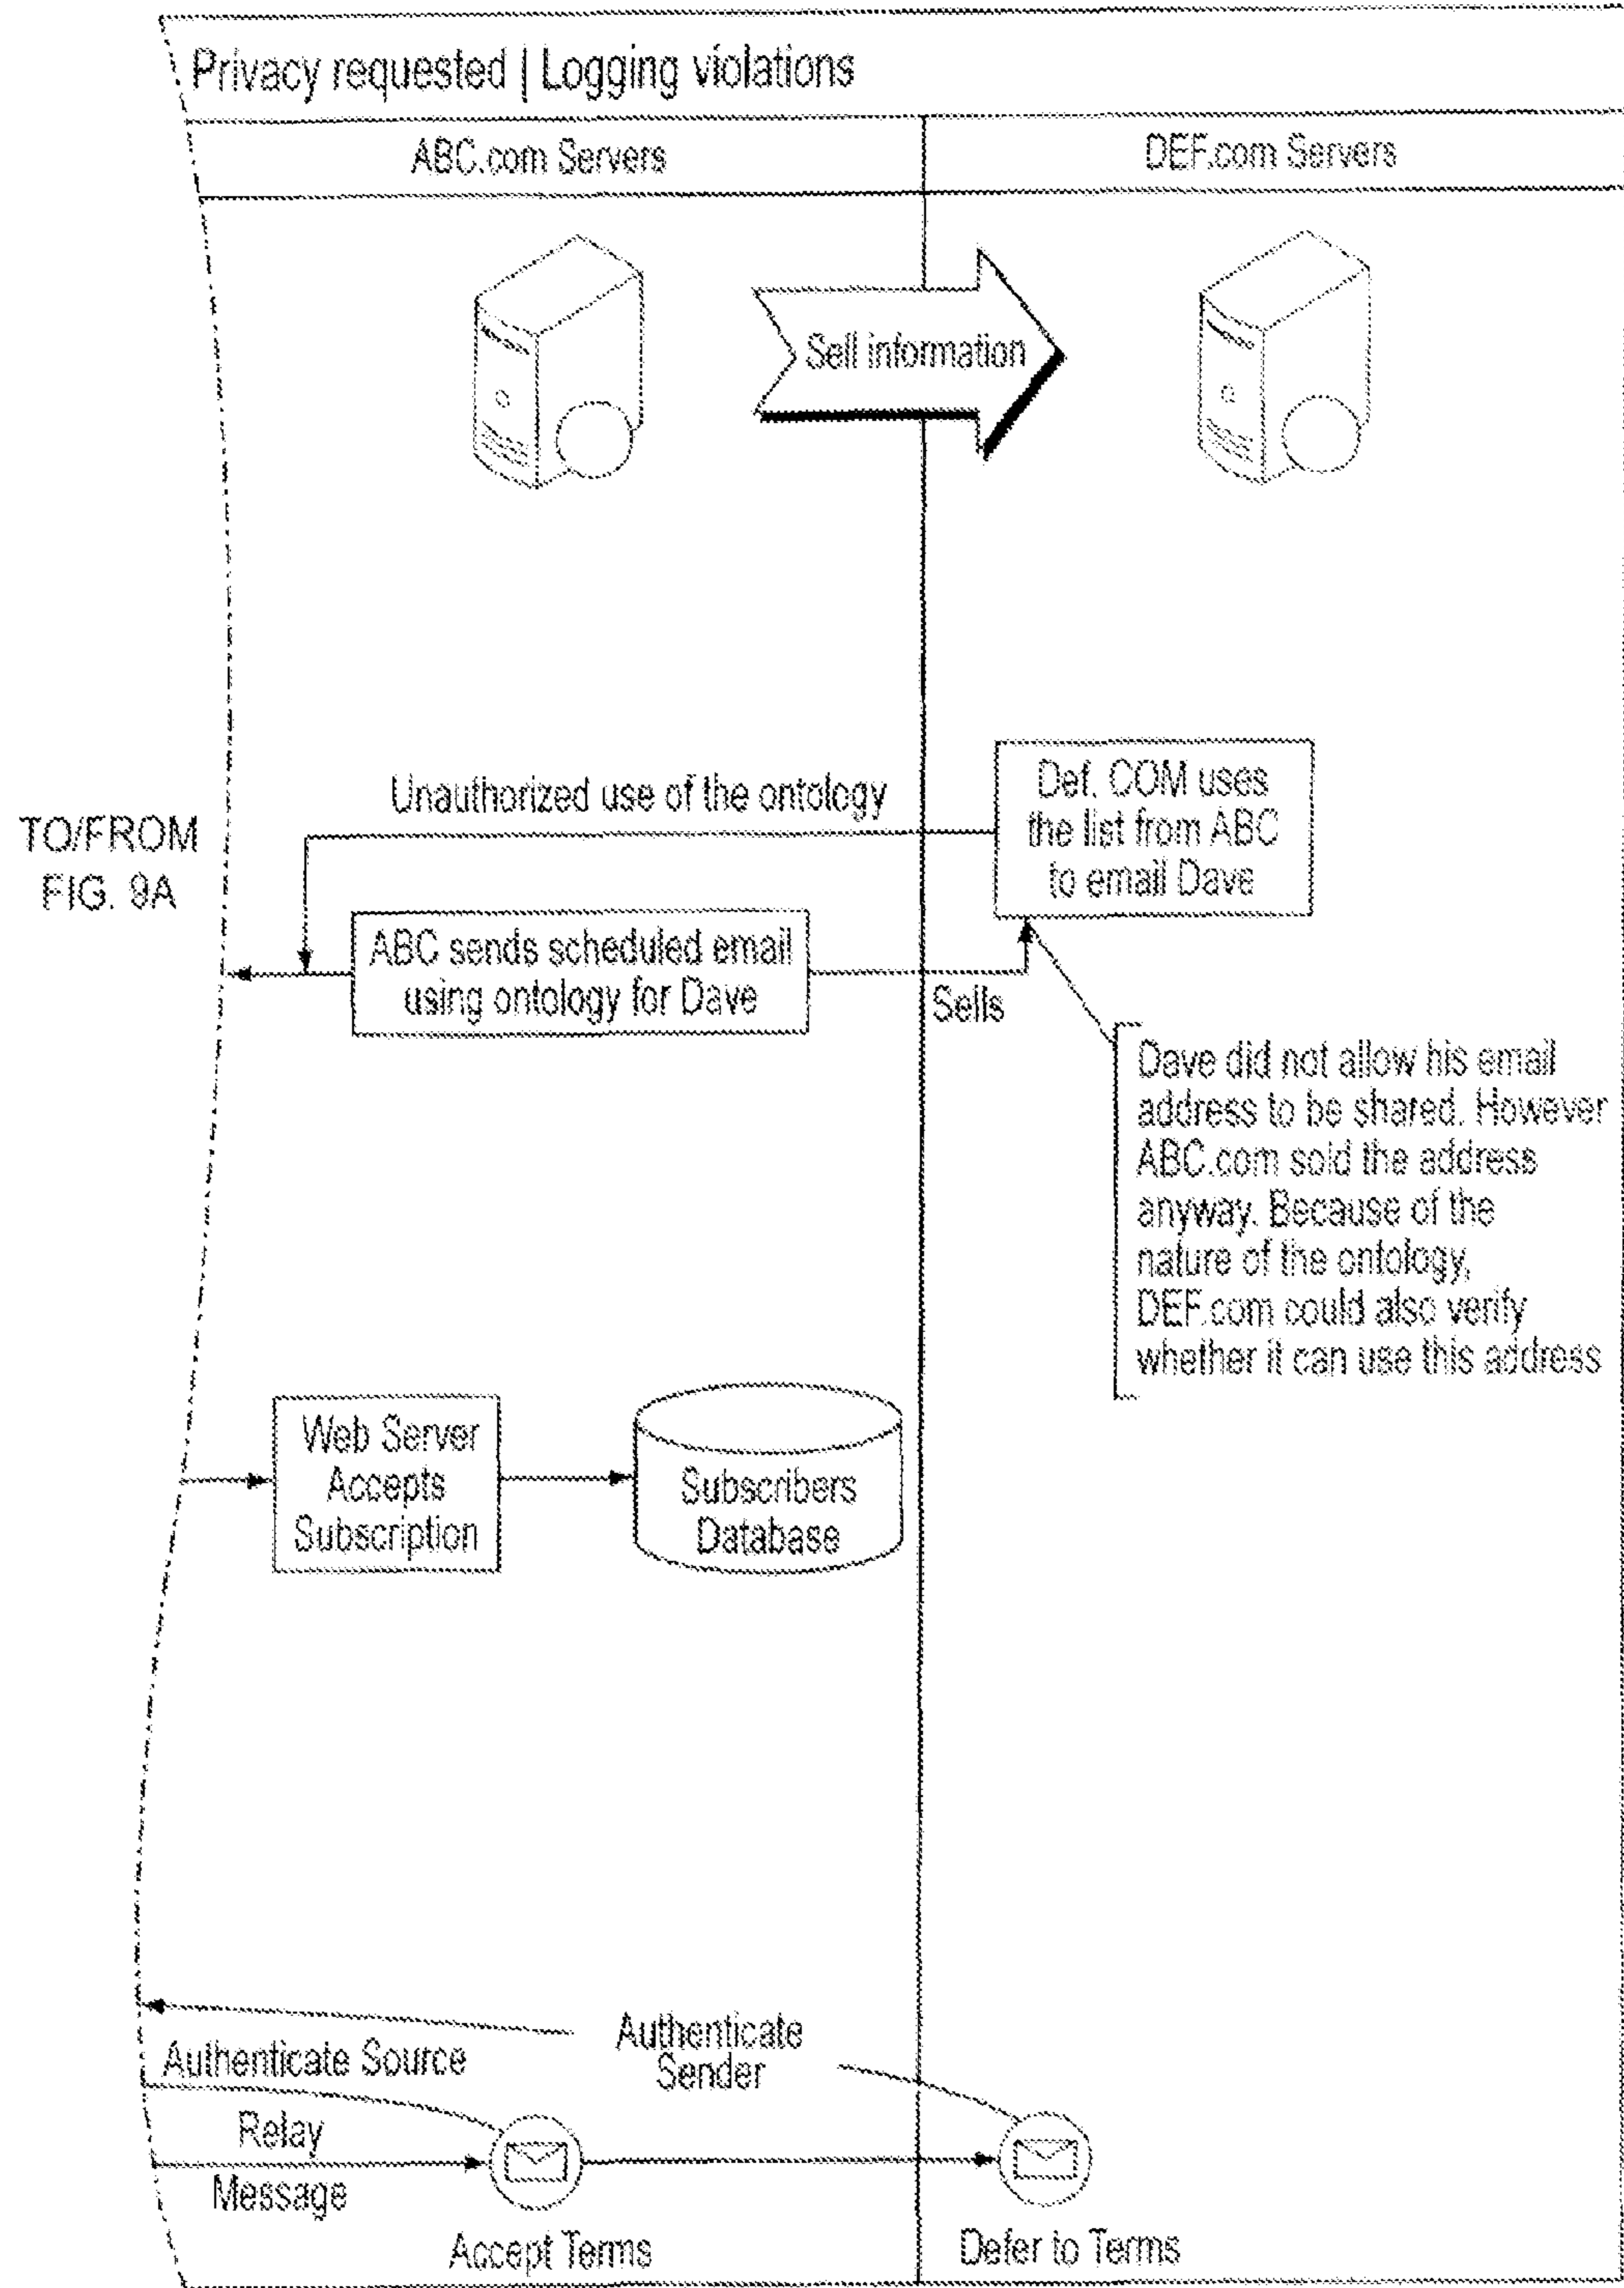 Privacy requested | Logging violations
ABC.com Servers
DEF.com Servers
Sell information
Unauthorized use of the ontology
Def. COM uses
the list from ABC
to email Dave
TO/FROM
FIG. 9A
ABC sends scheduled email
using ontology for Dave
Sells
Dave did not allow his email
address to be shared. However
ABC.com sold the address
anyway. Because of the
nature of the ontology,
DEF.com could also verify
whether it can use this address
Web Server
Accepts
Subscription
Subscribers
Database
Authenticate
Sender
Authenticate Source
Relay
Message
Accept Terms
Defer to Terms